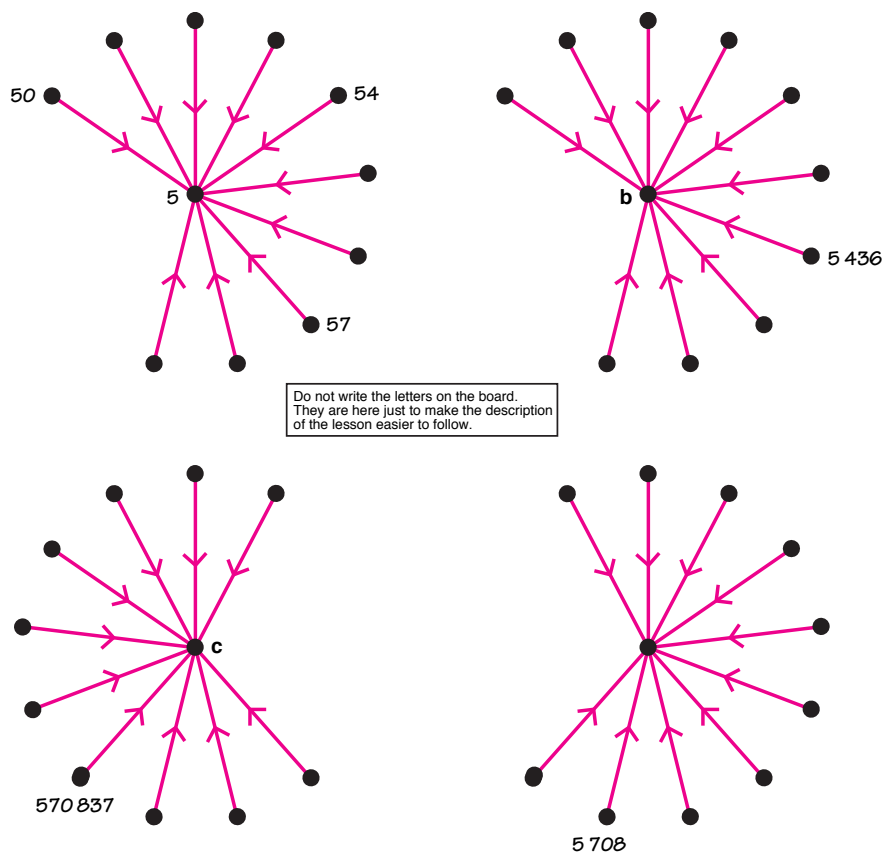 50
54
5
57
b
5 436
Do not write the letters on the board.
They are here just to make the description
of the lesson easier to follow.
c
570 837
5 708